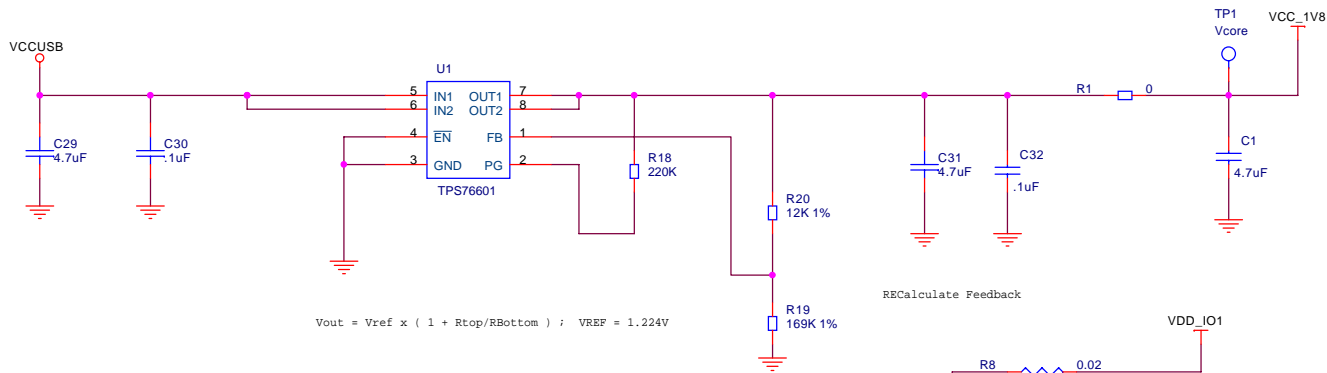 TP1
Vcore
VCC_1V8
VCCUSB
U1
5 IN1 OUT1 7
6 IN2 OUT2 8
4 EN FB 1
3 GND PG 2
TPS76601
R1 0
C29
4.7uF
C30
.1uF
R18
220K
C31
4.7uF
C32
.1uF
C1
4.7uF
R20
12K 1%
RECalculate Feedback
R19
169K 1%
Vout = Vref x ( 1 + Rtop/RBottom ) ; VREF = 1.224V
VDD_IO1
R8 0.02